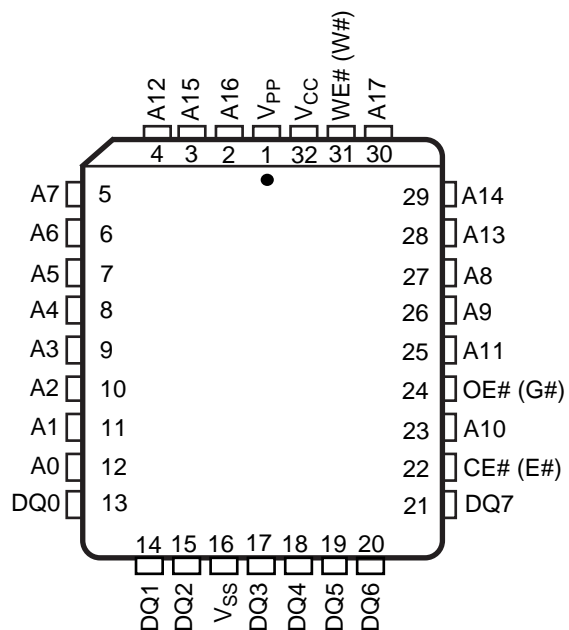 A12 A15 A16 VPP VCC WE# (W#) A17
4 3 2 1 32 31 30
A7 5 29 A14
A6 6 28 A13
A5 7 27 A8
A4 8 26 A9
A3 9 25 A11
A2 10 24 OE# (G#)
A1 11 23 A10
A0 12 22 CE# (E#)
DQ0 13 21 DQ7
14 15 16 17 18 19 20
DQ1 DQ2 VSS DQ3 DQ4 DQ5 DQ6